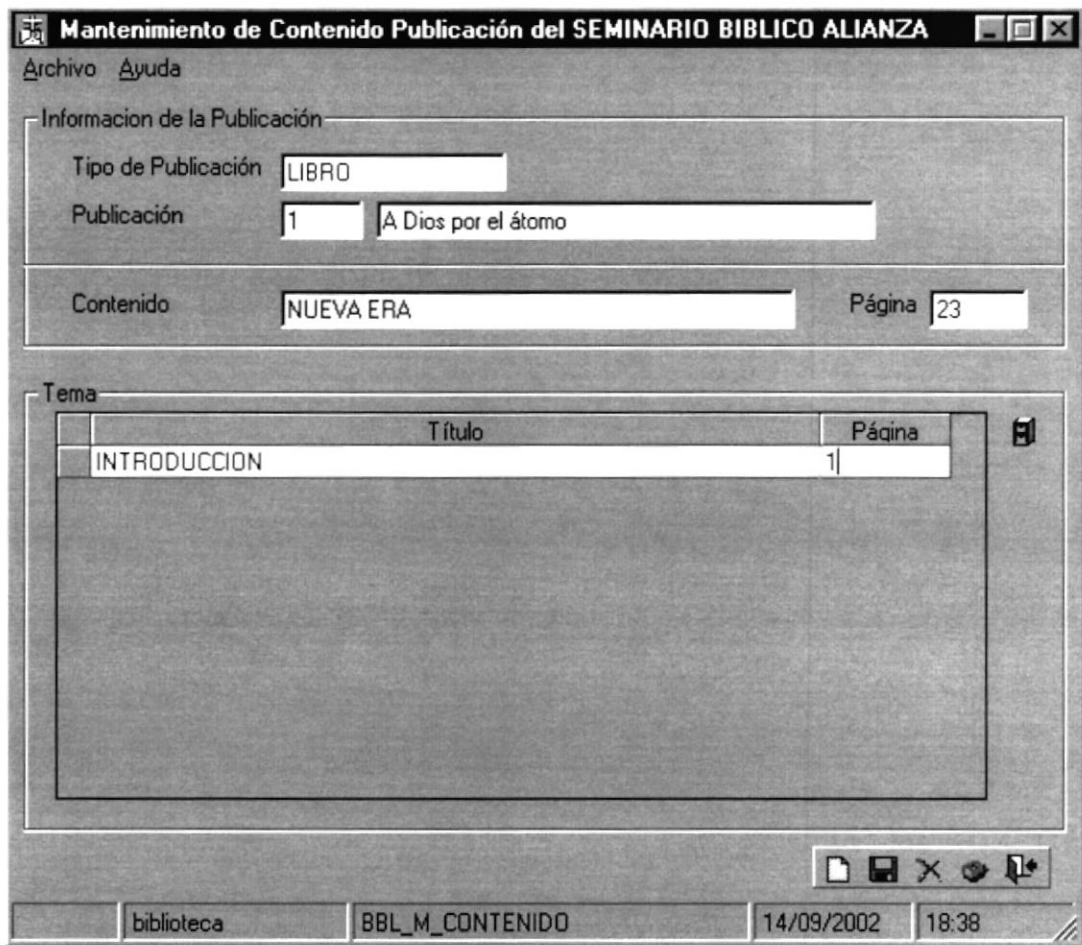 Mantenimiento de Contenido Publicación del SEMINARIO BIBLICO ALIANZA
Archivo Ayuda
Informacion de la Publicación
Tipo de Publicación LIBRO
Publicación 1 A Dios por el átomo
Contenido NUEVA ERA Página 23
Tema
Título Página
INTRODUCCION 1
biblioteca BBL_M_CONTENIDO 14/09/2002 18:38